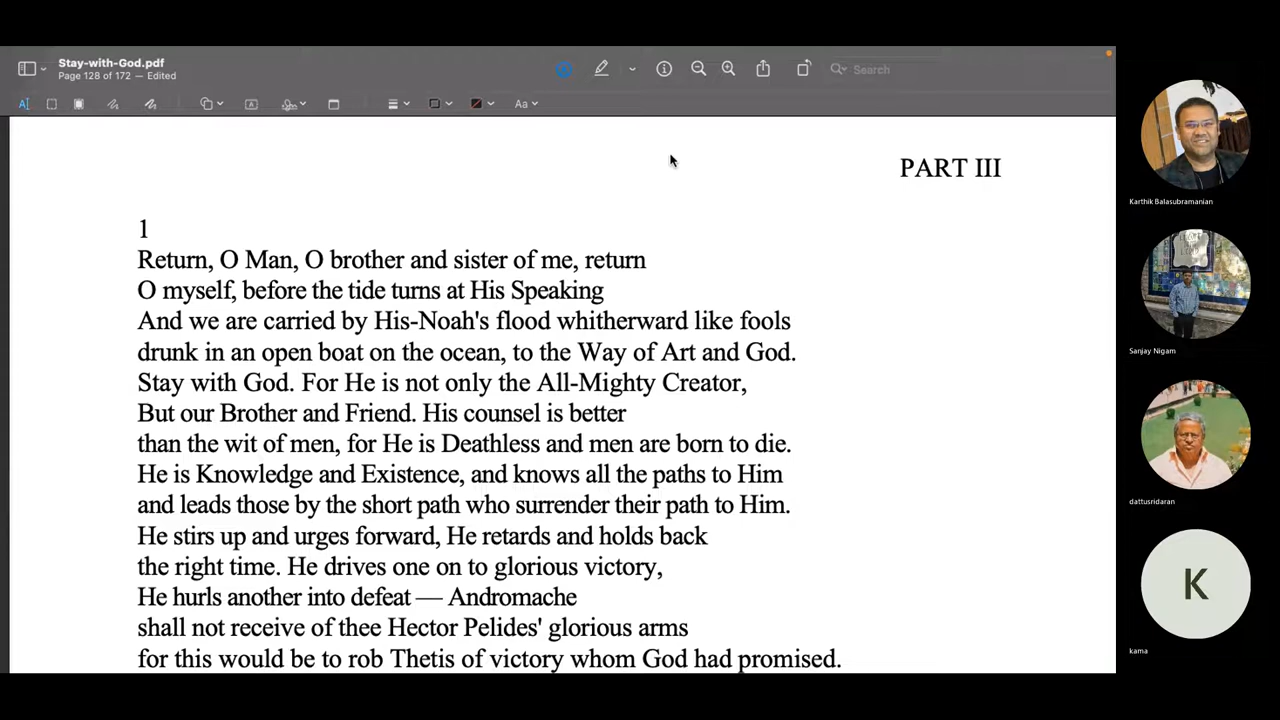 Stay-with-God.pdf
Page 128 of 172 — Edited
Search
Aa
PART III
1
Return, O Man, O brother and sister of me, return
O myself, before the tide turns at His Speaking
And we are carried by His-Noah's flood whitherward like fools
drunk in an open boat on the ocean, to the Way of Art and God.
Stay with God. For He is not only the All-Mighty Creator,
But our Brother and Friend. His counsel is better
than the wit of men, for He is Deathless and men are born to die.
He is Knowledge and Existence, and knows all the paths to Him
and leads those by the short path who surrender their path to Him.
He stirs up and urges forward, He retards and holds back
the right time. He drives one on to glorious victory,
He hurls another into defeat — Andromache
shall not receive of thee Hector Pelides' glorious arms
for this would be to rob Thetis of victory whom God had promised.
Karthik Balasubramanian
Sanjay Nigam
dattusridaran
K
kama